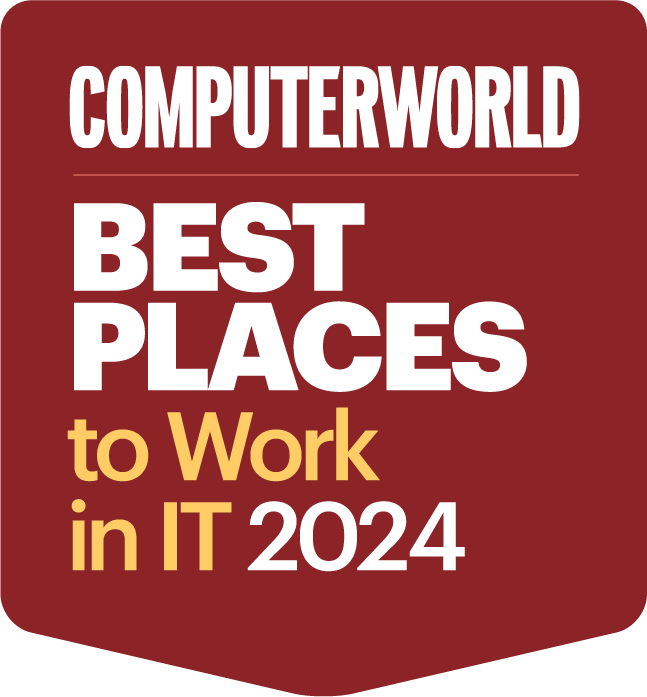 COMPUTERWORLD
BEST
PLACES
to Work
in IT 2024